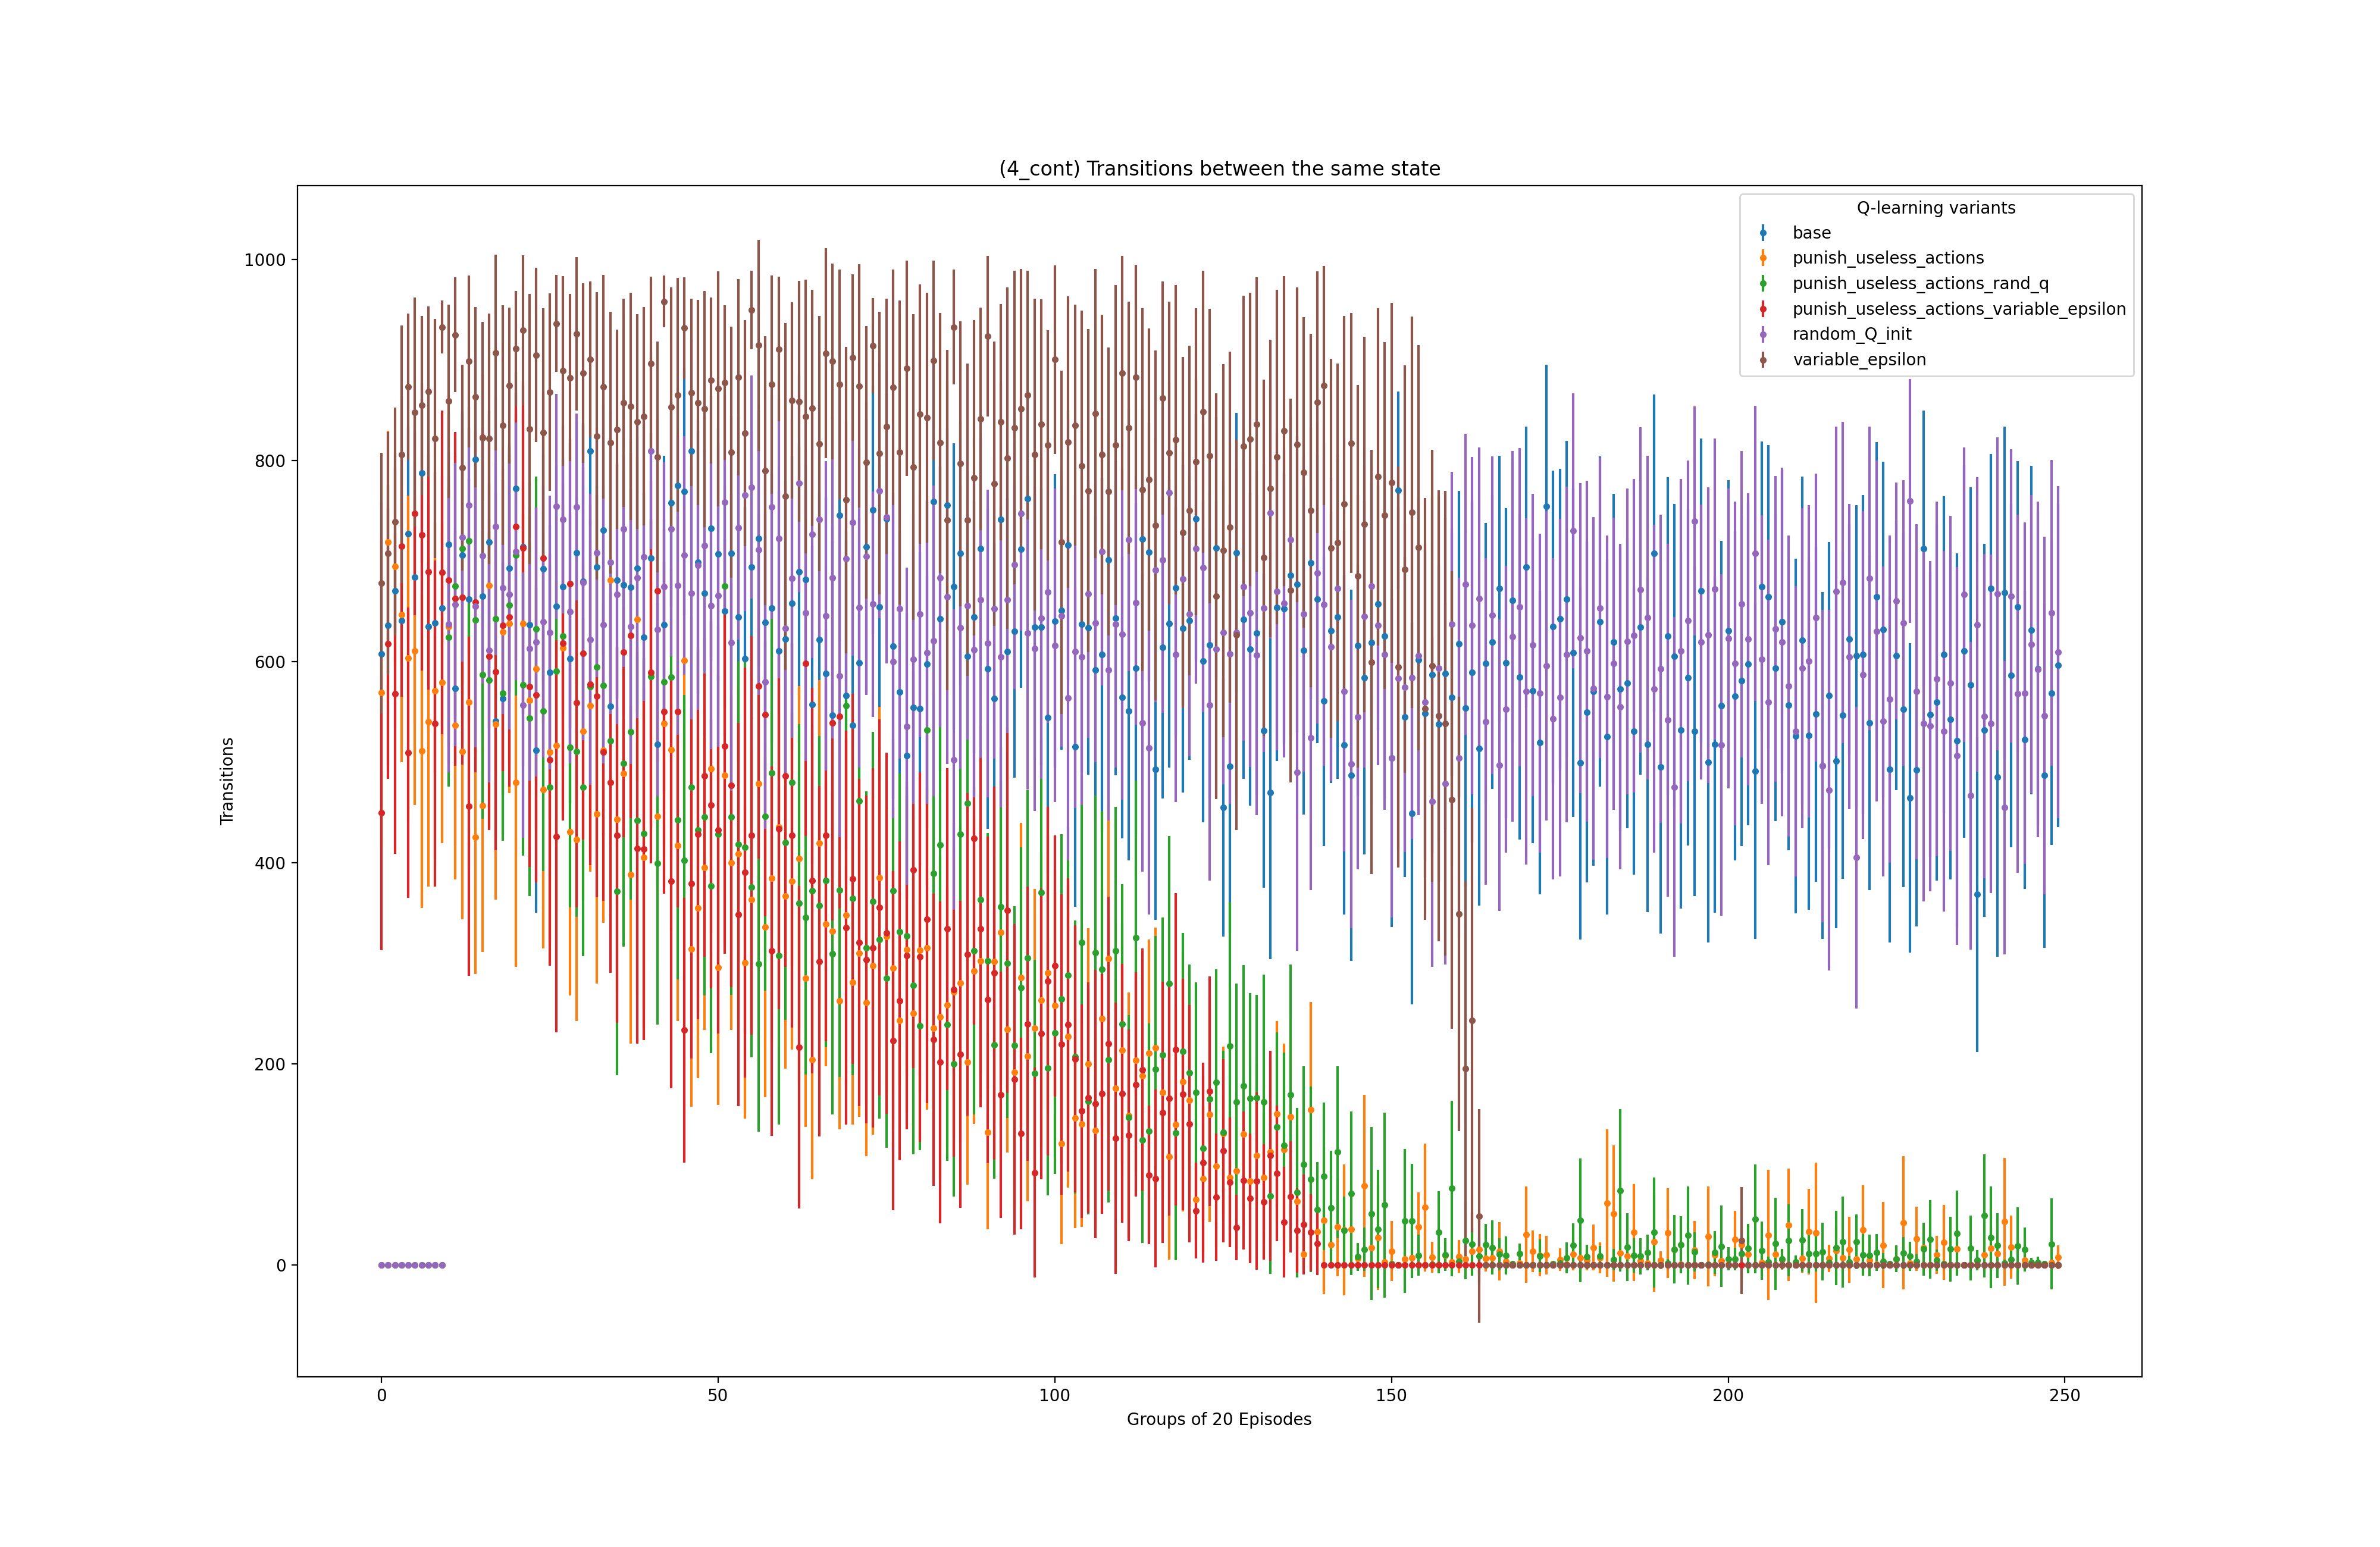 (4_cont) Transitions between the same state
Q-learning variants
base
punish_useless_actions
punish_useless_actions_rand_q
punish_useless_actions_variable_epsilon
random_Q_init
variable_epsilon
Transitions
1000
800
600
400
200
0
0 50 100 150 200 250
Groups of 20 Episodes